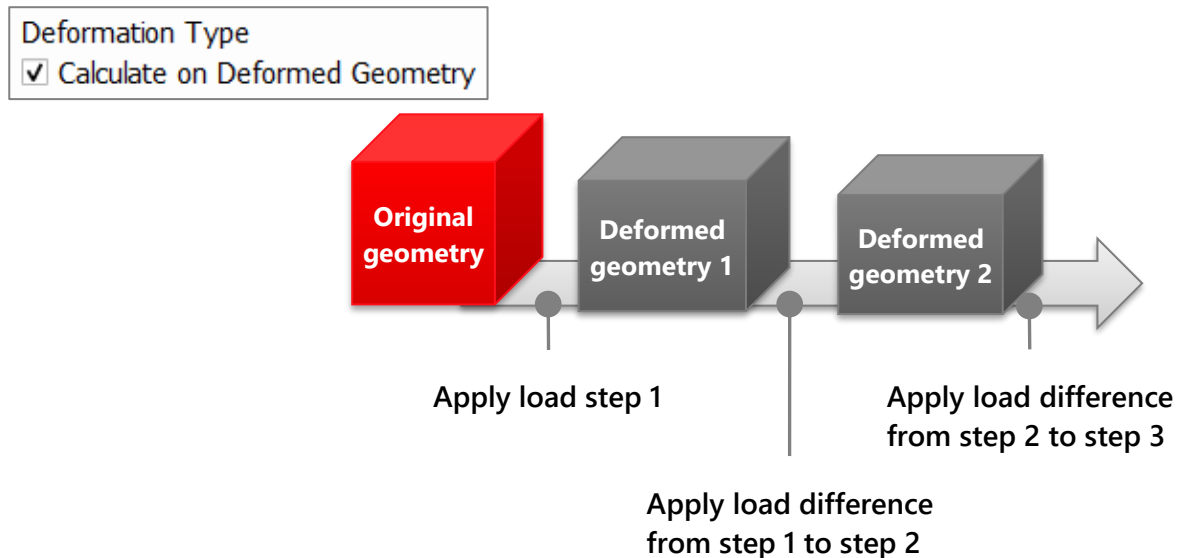 Deformation Type
Calculate on Deformed Geometry
Original
geometry
Deformed
geometry 1
Deformed
geometry 2
Apply load step 1
Apply load difference
from step 2 to step 3
Apply load difference
from step 1 to step 2